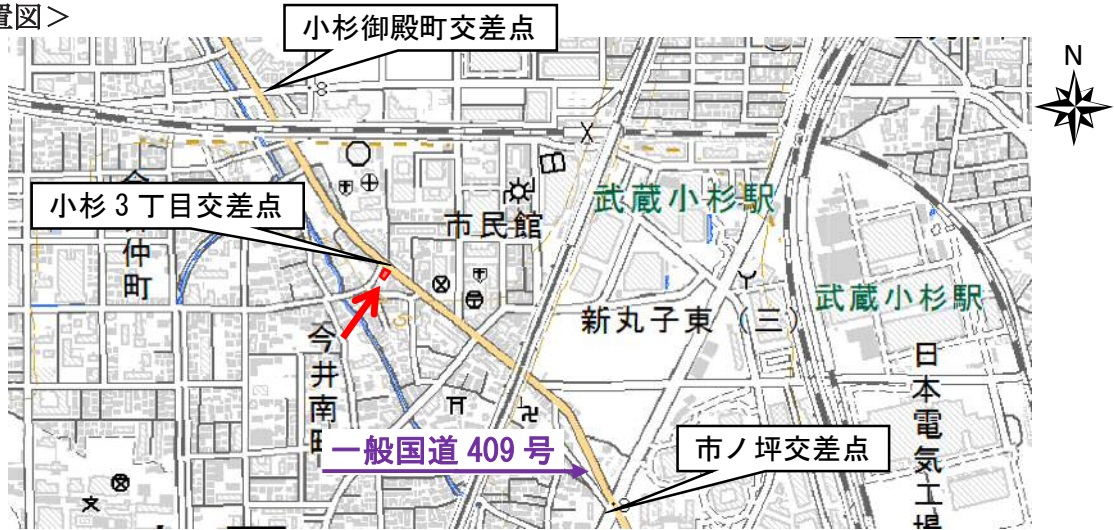 置図＞
小杉御殿町交差点
N
小杉３丁目交差点
武蔵小杉駅
市民館
仲町
新丸子東（三）
武蔵小杉駅
今井南町
日本電気工場
一般国道 409 号
市ノ坪交差点